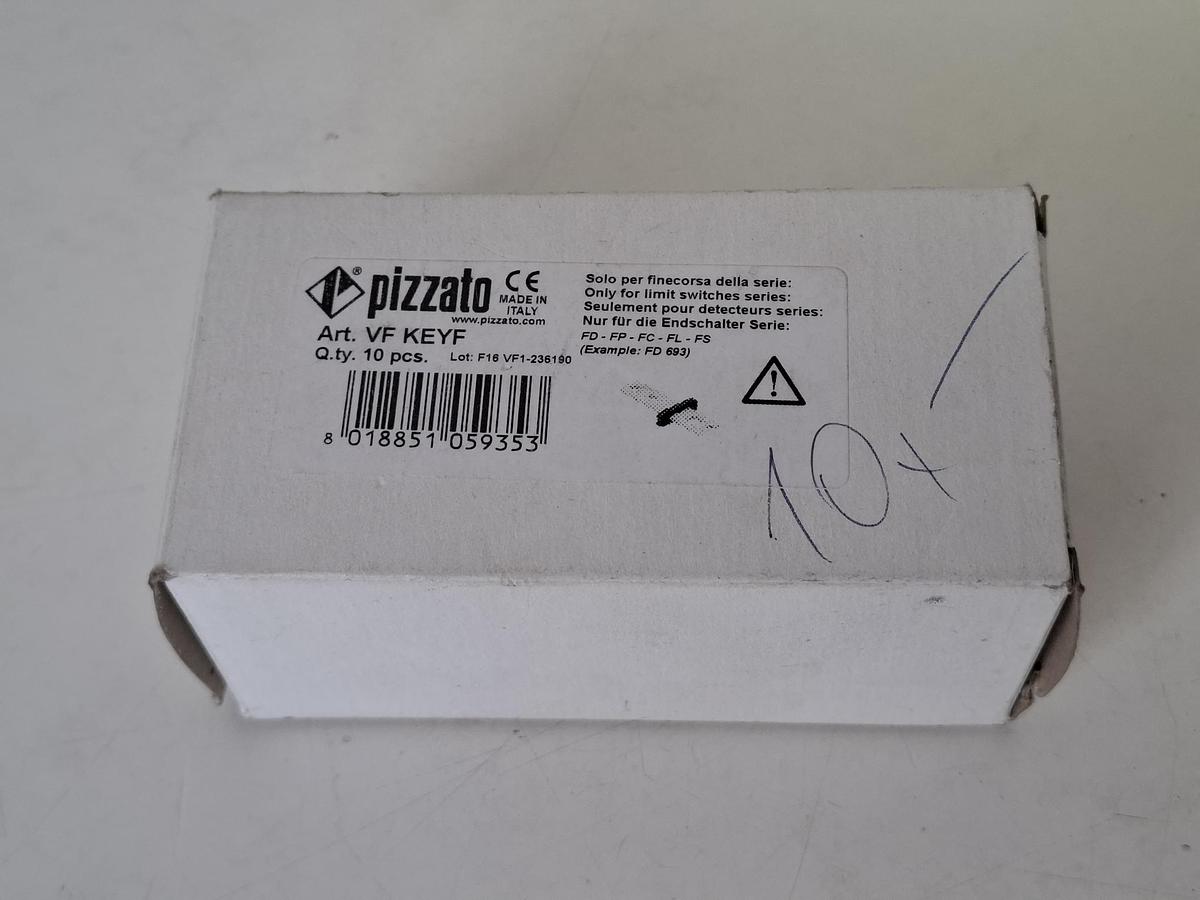 pizzato ® CE
MADE IN
ITALY
www.pizzato.com
Art. VF KEYF
Q.ty. 10 pcs. Lot: F16 VF1-236190
8 018851 059353
Solo per finecorsa della serie:
Only for limit switches series:
Seulement pour detecteurs series:
Nur für die Endschalter Serie:
FD - FP - FC - FL - FS
(Example: FD 693)
10x